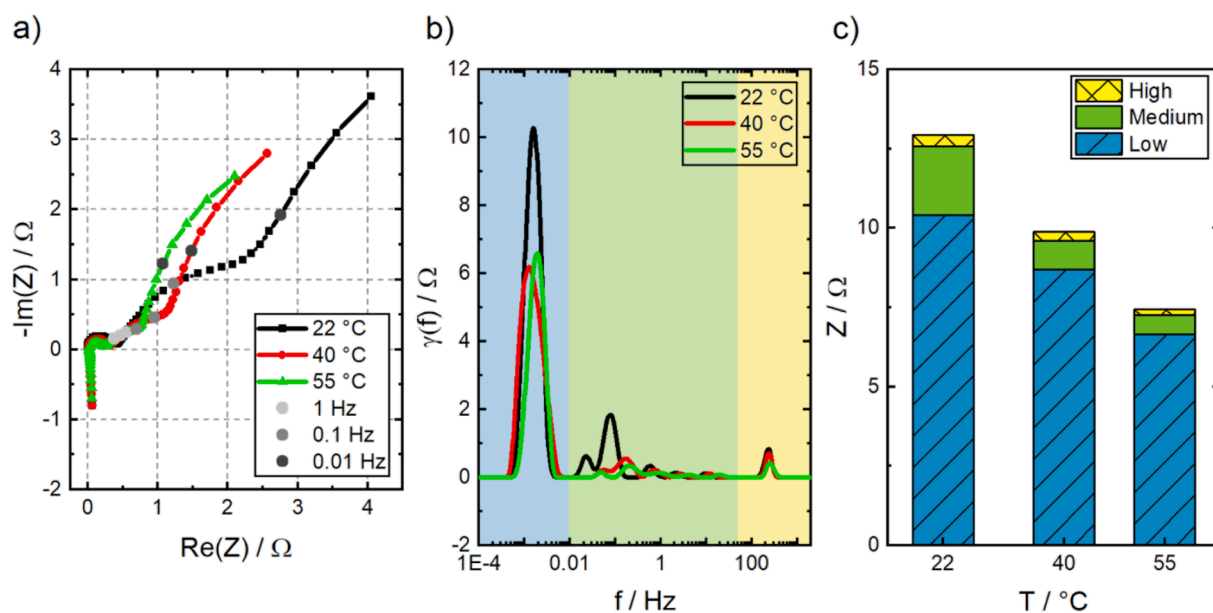 a)
4
3
2
1
0
-1
-2
-Im(Z) / Ω
22 °C
40 °C
55 °C
1 Hz
0.1 Hz
0.01 Hz
0 1 2 3 4
Re(Z) / Ω
b)
12
10
8
6
4
2
0
-2
γ(f) / Ω
22 °C
40 °C
55 °C
1E-4 0.01 1 100
f / Hz
c)
15
10
5
0
Z / Ω
High
Medium
Low
22 40 55
T / °C